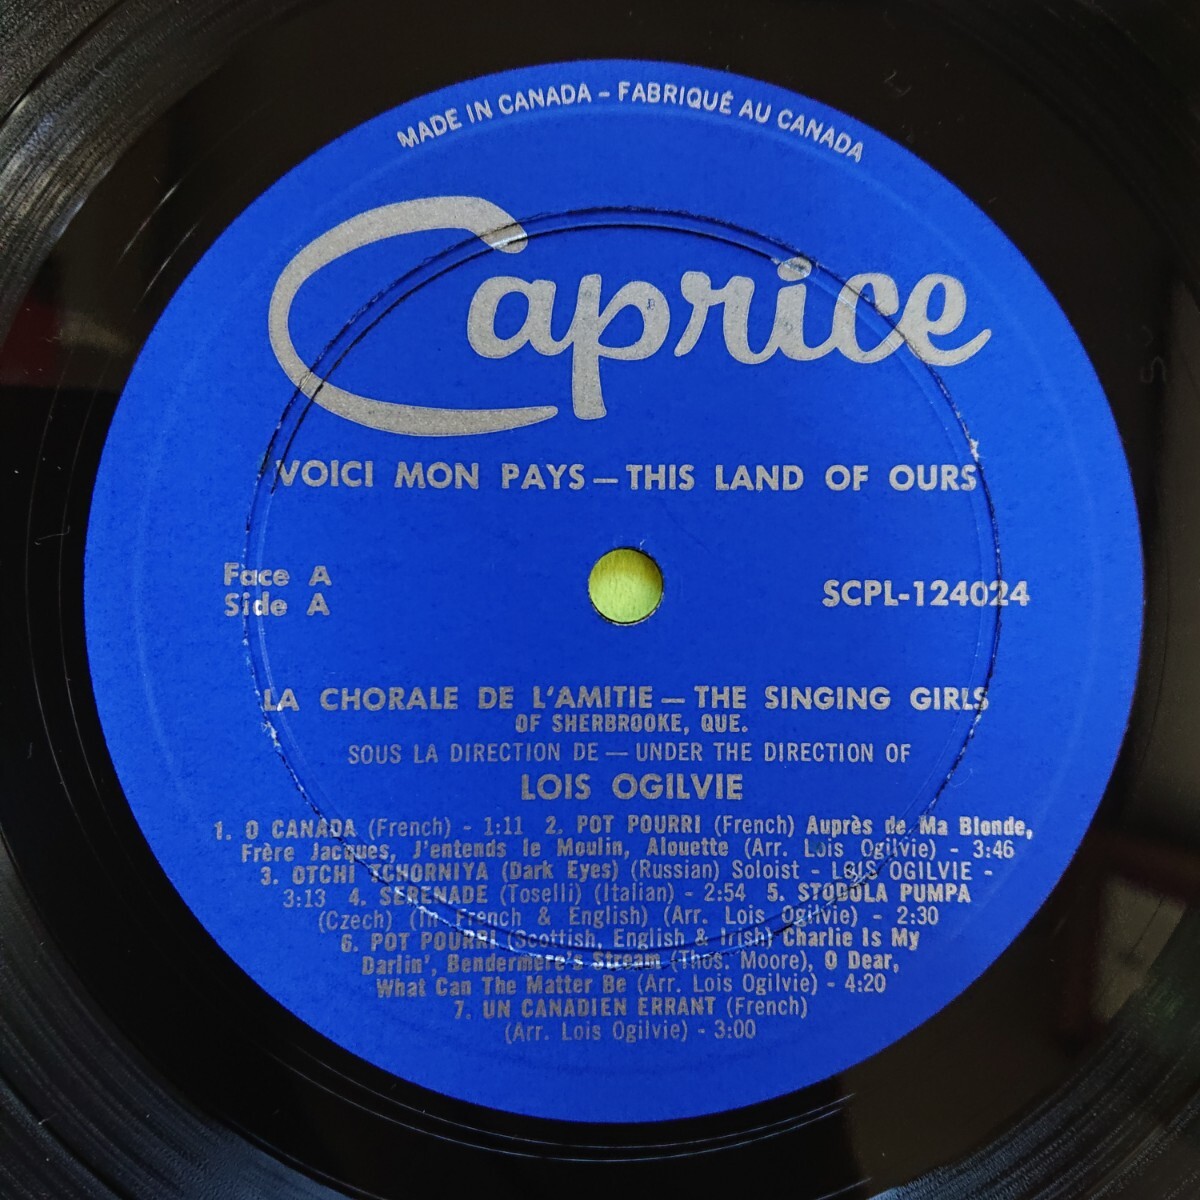 MADE IN CANADA – FABRIQUÉ AU CANADA
Caprice
VOICI MON PAYS — THIS LAND OF OURS
Face A
Side A
SCPL-124024
LA CHORALE DE L'AMITIE — THE SINGING GIRLS
OF SHERBROOKE, QUE.
SOUS LA DIRECTION DE — UNDER THE DIRECTION OF
LOIS OGILVIE
1. O CANADA (French) - 1:11 2. POT POURRI (French) Auprès de Ma Blonde,
Frère Jacques, J'entends le Moulin, Alouette (Arr. Lois Ogilvie) - 3:46
3. OTCHI TCHORNIYA (Dark Eyes) (Russian) Soloist - LOIS OGILVIE -
3:13 4. SERENADE (Toselli) (Italian) - 2:54 5. STODOLA PUMPA
(Czech) (In French & English) (Arr. Lois Ogilvie) - 2:30
6. POT POURRI (Scottish, English & Irish) Charlie Is My
Darlin', Bendermere's Stream (Thos. Moore), O Dear,
What Can The Matter Be (Arr. Lois Ogilvie) - 4:20
7. UN CANADIEN ERRANT (French)
(Arr. Lois Ogilvie) - 3:00